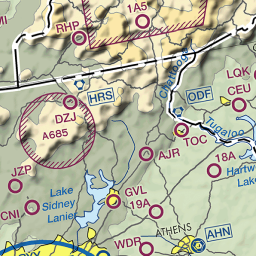 1A5
RHP
Chattooga
LQK
HRS
ODF
CEU
DZJ
A685
Tugaloo
TOC
AJR
18A
Hartw
Lake
JZP
Lake
Sidney
Lanier
GVL
19A
CNI
ATHENS
AHN
WDR